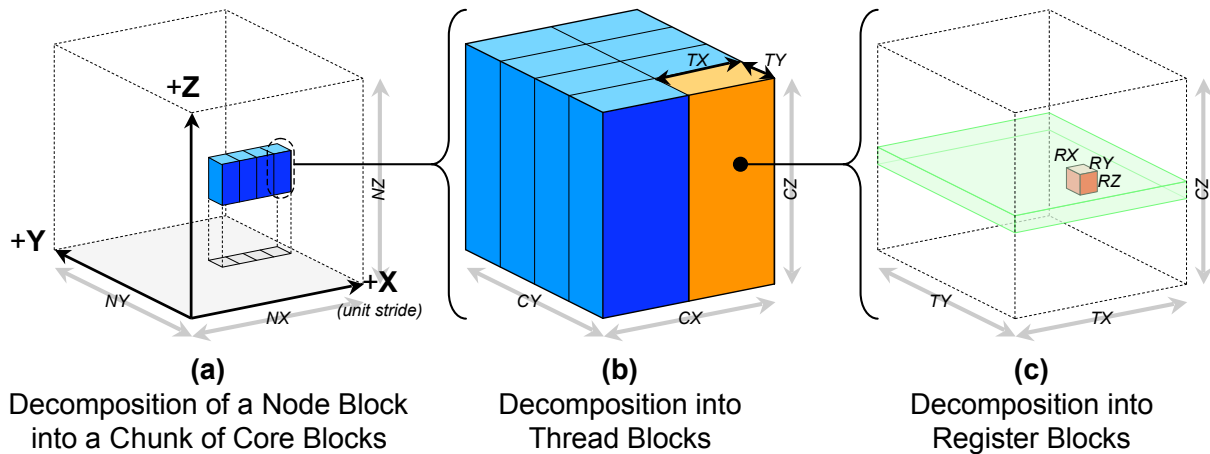 +Z
+Y
+X
(unit stride)
NY
NX
NZ
TX
TY
CZ
CY
CX
RX
RY
RZ
CZ
TY
TX
(a)
Decomposition of a Node Block
into a Chunk of Core Blocks
(b)
Decomposition into
Thread Blocks
(c)
Decomposition into
Register Blocks